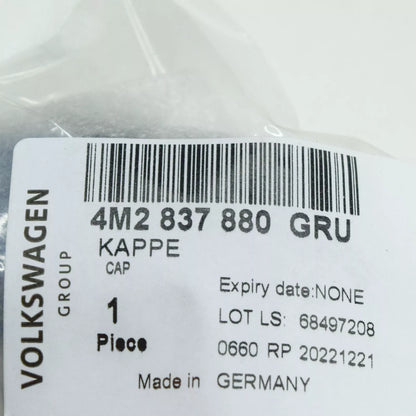 VOLKSWAGEN
GROUP
4M2 837 880 GRU
KAPPE
CAP
1
Piece
Expiry date:NONE
LOT LS: 68497208
0660 RP 20221221
Made in GERMANY